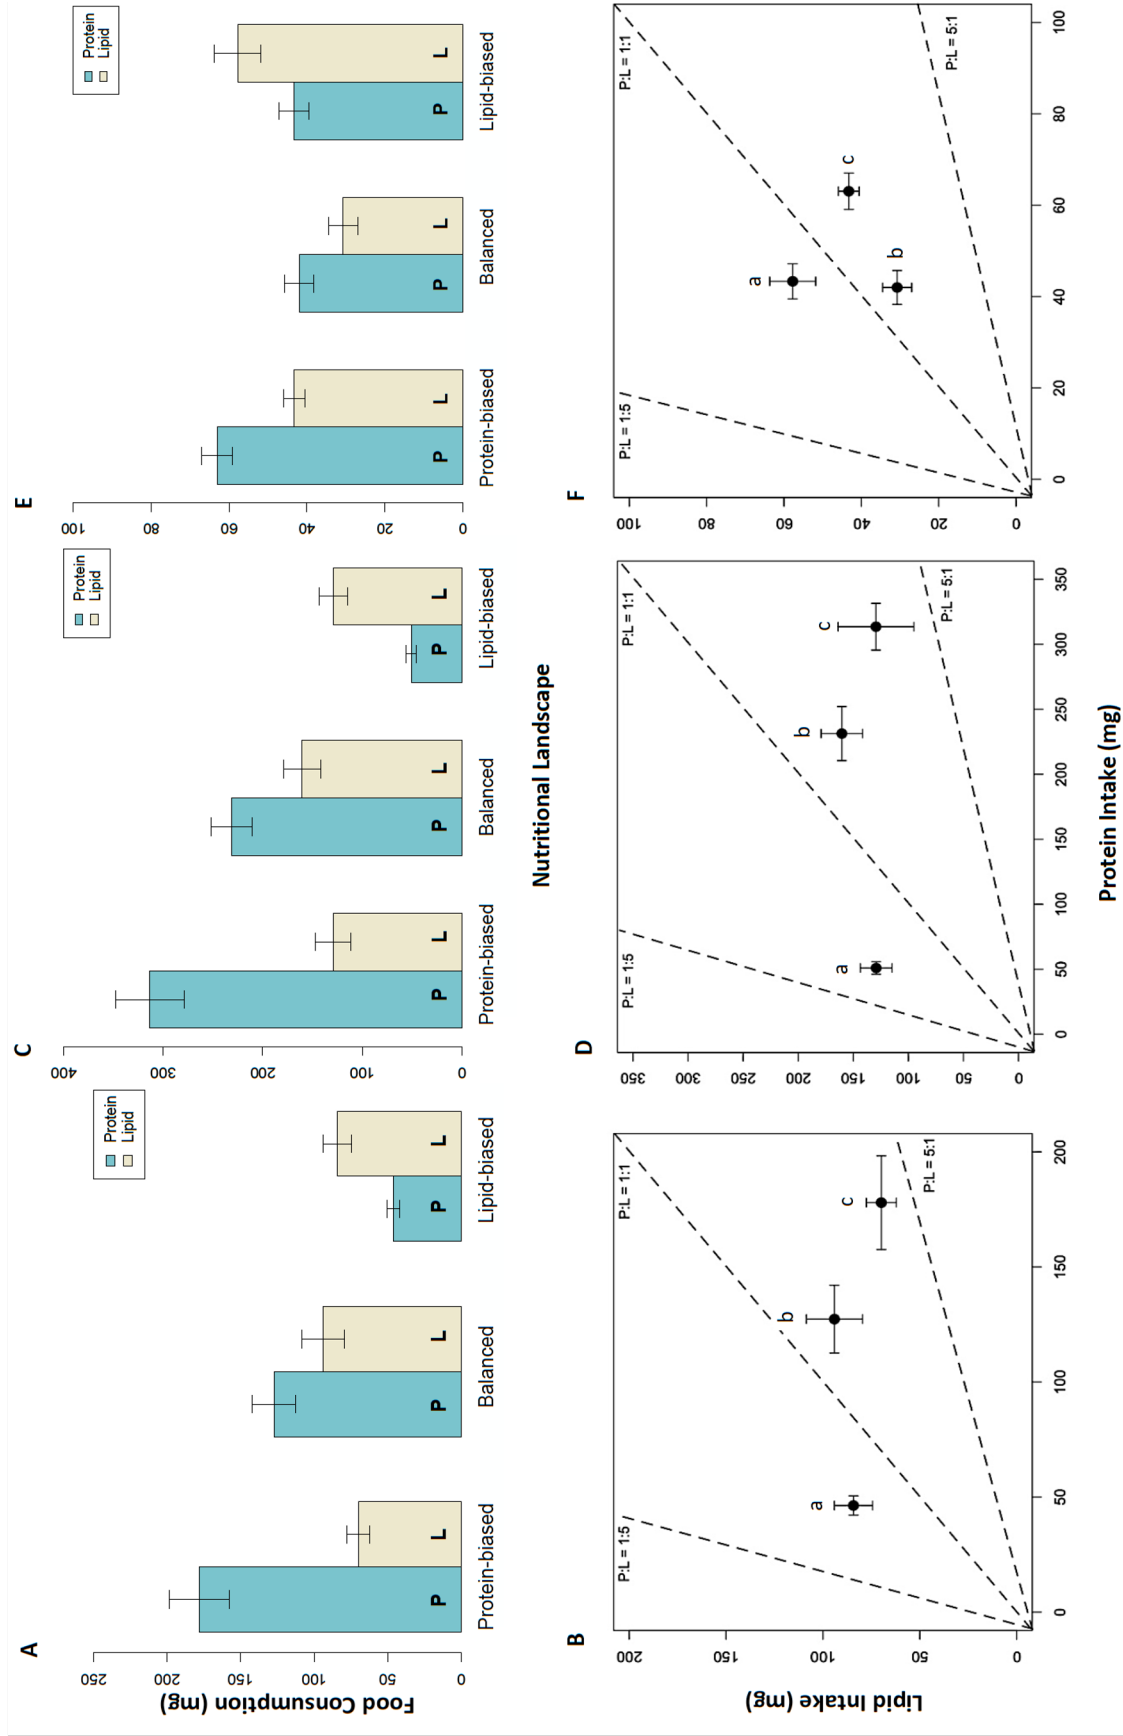 A
Protein
Lipid
250
200
150
100
50
0
Food Consumption (mg)
P
L
P
L
P
L
Protein-biased
Balanced
Lipid-biased
C
Protein
Lipid
400
300
200
100
0
P
L
P
L
P
L
Protein-biased
Balanced
Lipid-biased
E
Protein
Lipid
100
80
60
40
20
0
P
L
P
L
P
L
Protein-biased
Balanced
Lipid-biased
Nutritional Landscape
B
P:L = 1:5
P:L = 1:1
P:L = 5:1
200
150
100
50
0
Lipid Intake (mg)
a
b
c
0
50
100
150
200
D
P:L = 1:5
P:L = 1:1
P:L = 5:1
350
300
250
200
150
100
50
0
a
b
c
0
50
100
150
200
250
300
350
F
P:L = 1:5
P:L = 1:1
P:L = 5:1
100
80
60
40
20
0
a
b
c
0
20
40
60
80
100
Protein Intake (mg)